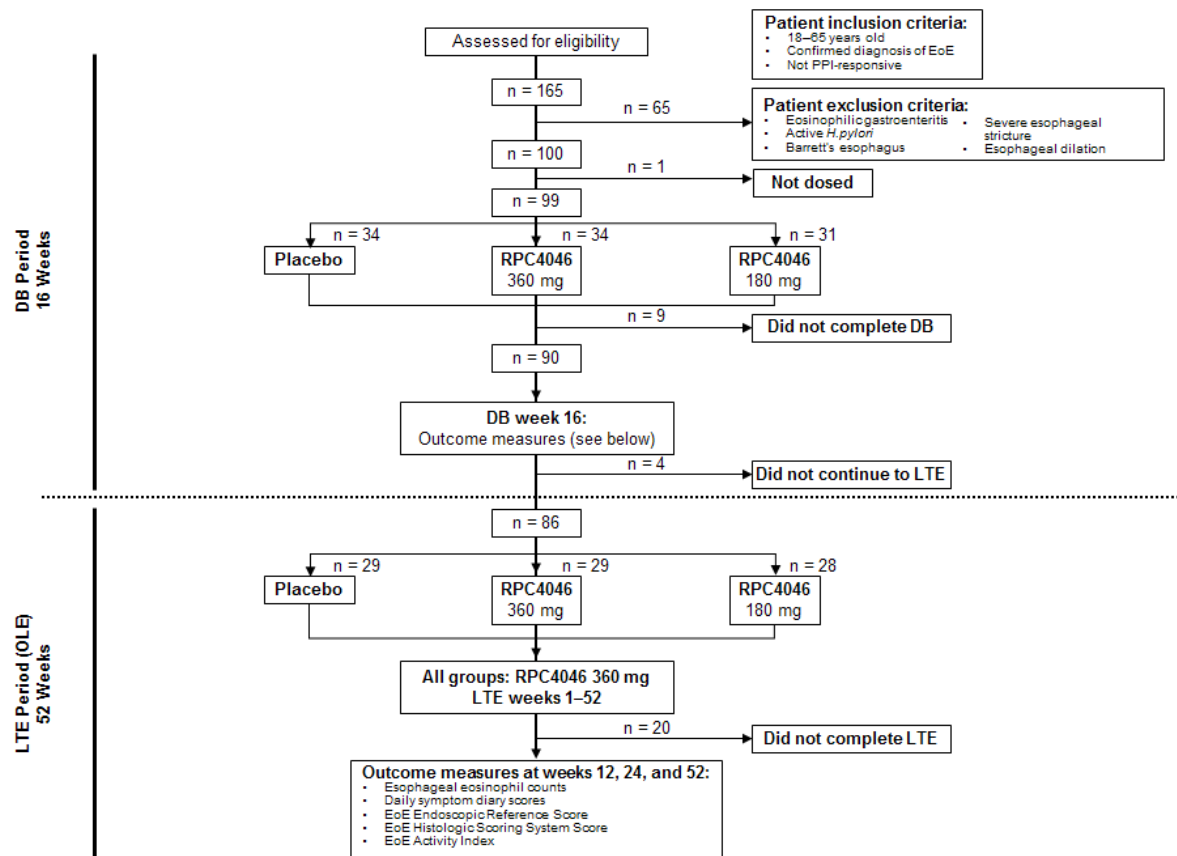 Assessed for eligibility
Patient inclusion criteria:
• 18–65 years old
• Confirmed diagnosis of EoE
• Not PPI-responsive
n = 165
n = 65
Patient exclusion criteria:
• Eosinophilic gastroenteritis
• Active H.pylori
• Barrett's esophagus
• Severe esophageal
stricture
• Esophageal dilation
n = 100
n = 1
Not dosed
n = 99
n = 34
n = 34
n = 31
Placebo
RPC4046
360 mg
RPC4046
180 mg
DB Period
16 Weeks
n = 9
Did not complete DB
n = 90
DB week 16:
Outcome measures (see below)
n = 4
Did not continue to LTE
n = 86
n = 29
n = 29
n = 28
Placebo
RPC4046
360 mg
RPC4046
180 mg
LTE Period (OLE)
52 Weeks
All groups: RPC4046 360 mg
LTE weeks 1–52
n = 20
Did not complete LTE
Outcome measures at weeks 12, 24, and 52:
• Esophageal eosinophil counts
• Daily symptom diary scores
• EoE Endoscopic Reference Score
• EoE Histologic Scoring System Score
• EoE Activity Index